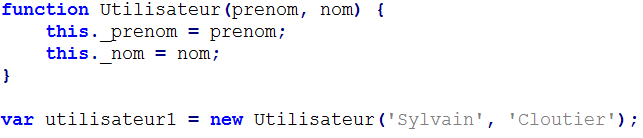 function Utilisateur(prenom, nom) {
    this._prenom = prenom;
    this._nom = nom;
}

var utilisateur1 = new Utilisateur('Sylvain', 'Cloutier');